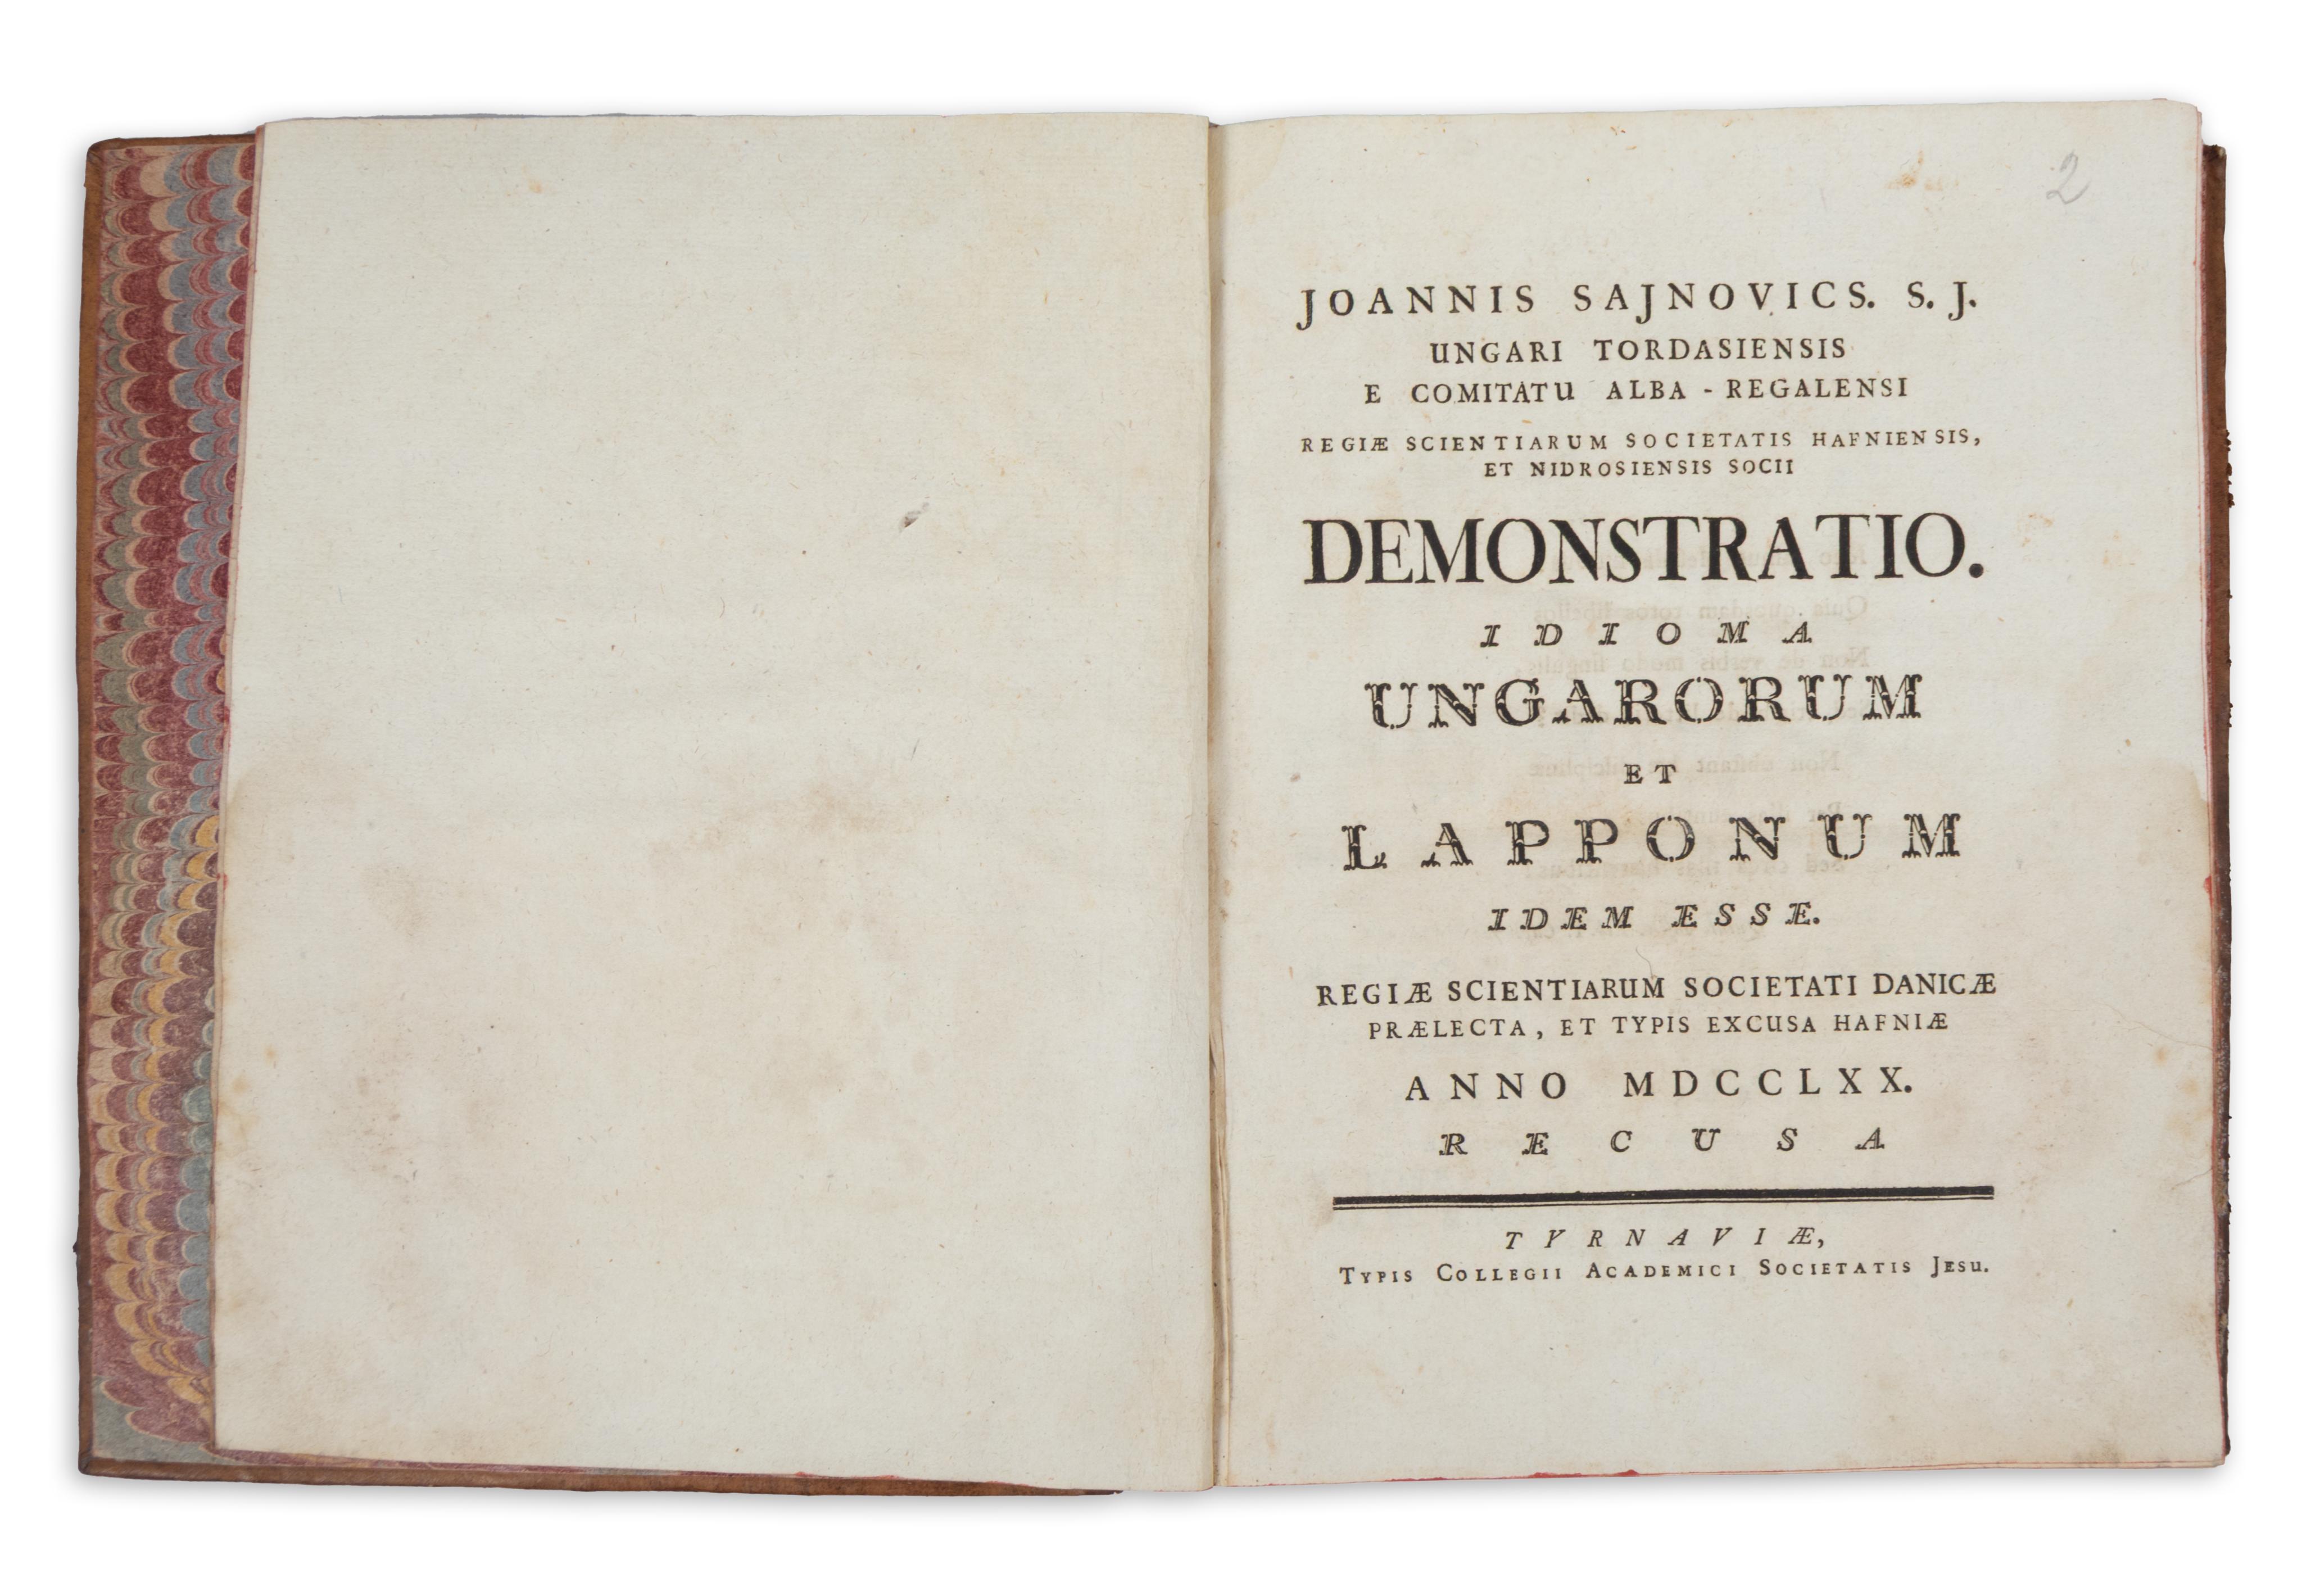 2
JOANNIS SAJNOVICS. S. J.
UNGARI TORDASIENSIS
E COMITATU ALBA - REGALENSI
REGIÆ SCIENTIARUM SOCIETATIS HAFNIENSIS,
ET NIDROSIENSIS SOCII
DEMONSTRATIO.
IDIOMA
UNGARORUM
ET
LAPPONUM
IDEM ESSE.
REGIÆ SCIENTIARUM SOCIETATI DANICÆ
PRÆLECTA, ET TYPIS EXCUSA HAFNIÆ
ANNO MDCCLXX.
RECUSA
TYRNAVIÆ,
TYPIS COLLEGII ACADEMICI SOCIETATIS JESU.